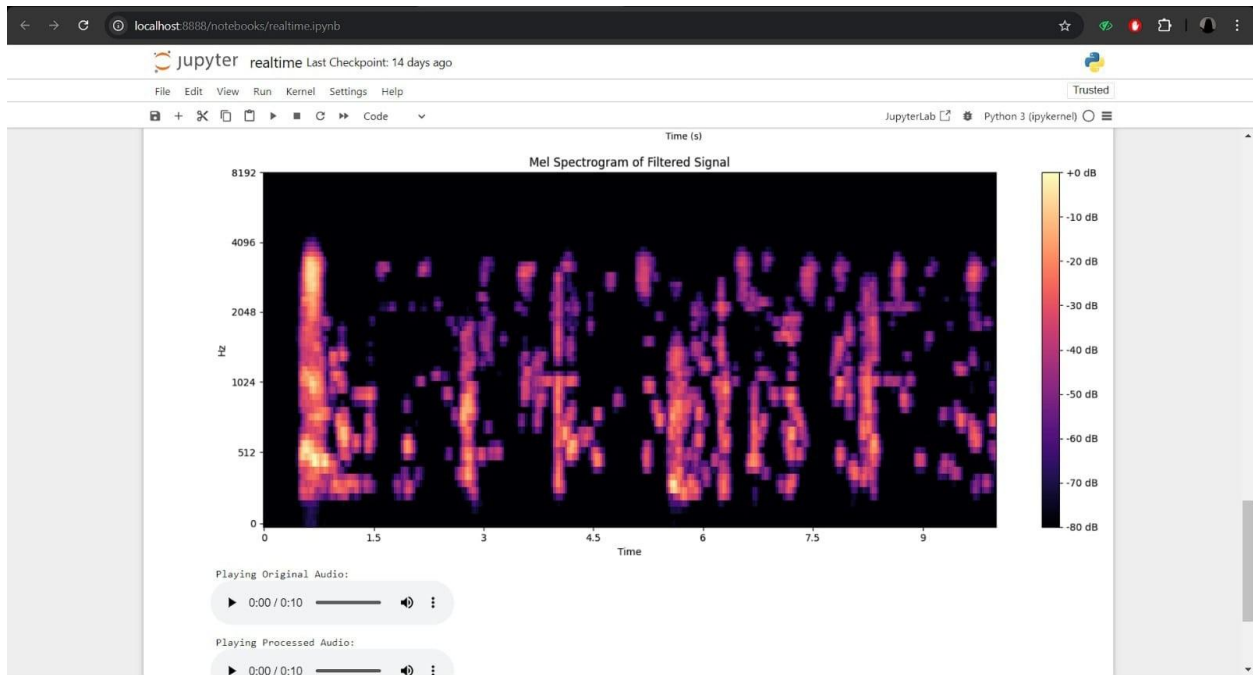 localhost:8888/notebooks/realtime.ipynb
jupyter realtime Last Checkpoint: 14 days ago
File Edit View Run Kernel Settings Help
Trusted
Code
JupyterLab
Python 3 (ipykernel)
Time (s)
Mel Spectrogram of Filtered Signal
8192
4096
2048
1024
512
0
Hz
0 1.5 3 4.5 6 7.5 9
Time
+0 dB
-10 dB
-20 dB
-30 dB
-40 dB
-50 dB
-60 dB
-70 dB
-80 dB
Playing Original Audio:
0:00 / 0:10
Playing Processed Audio:
0:00 / 0:10